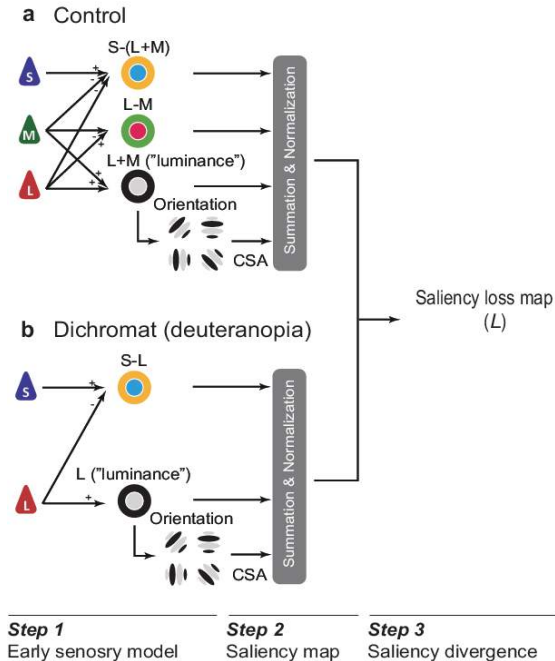 a Control
S-(L+M)
S
+
-
-
L-M
M
-
+
L+M ("luminance")
L
+
+
Orientation
CSA
Summation & Normalization
Saliency loss map
(L)
b Dichromat (deuteranopia)
S-L
S
+
-
L ("luminance")
L
+
Orientation
CSA
Summation & Normalization
Step 1 Step 2 Step 3
Early senosry model Saliency map Saliency divergence